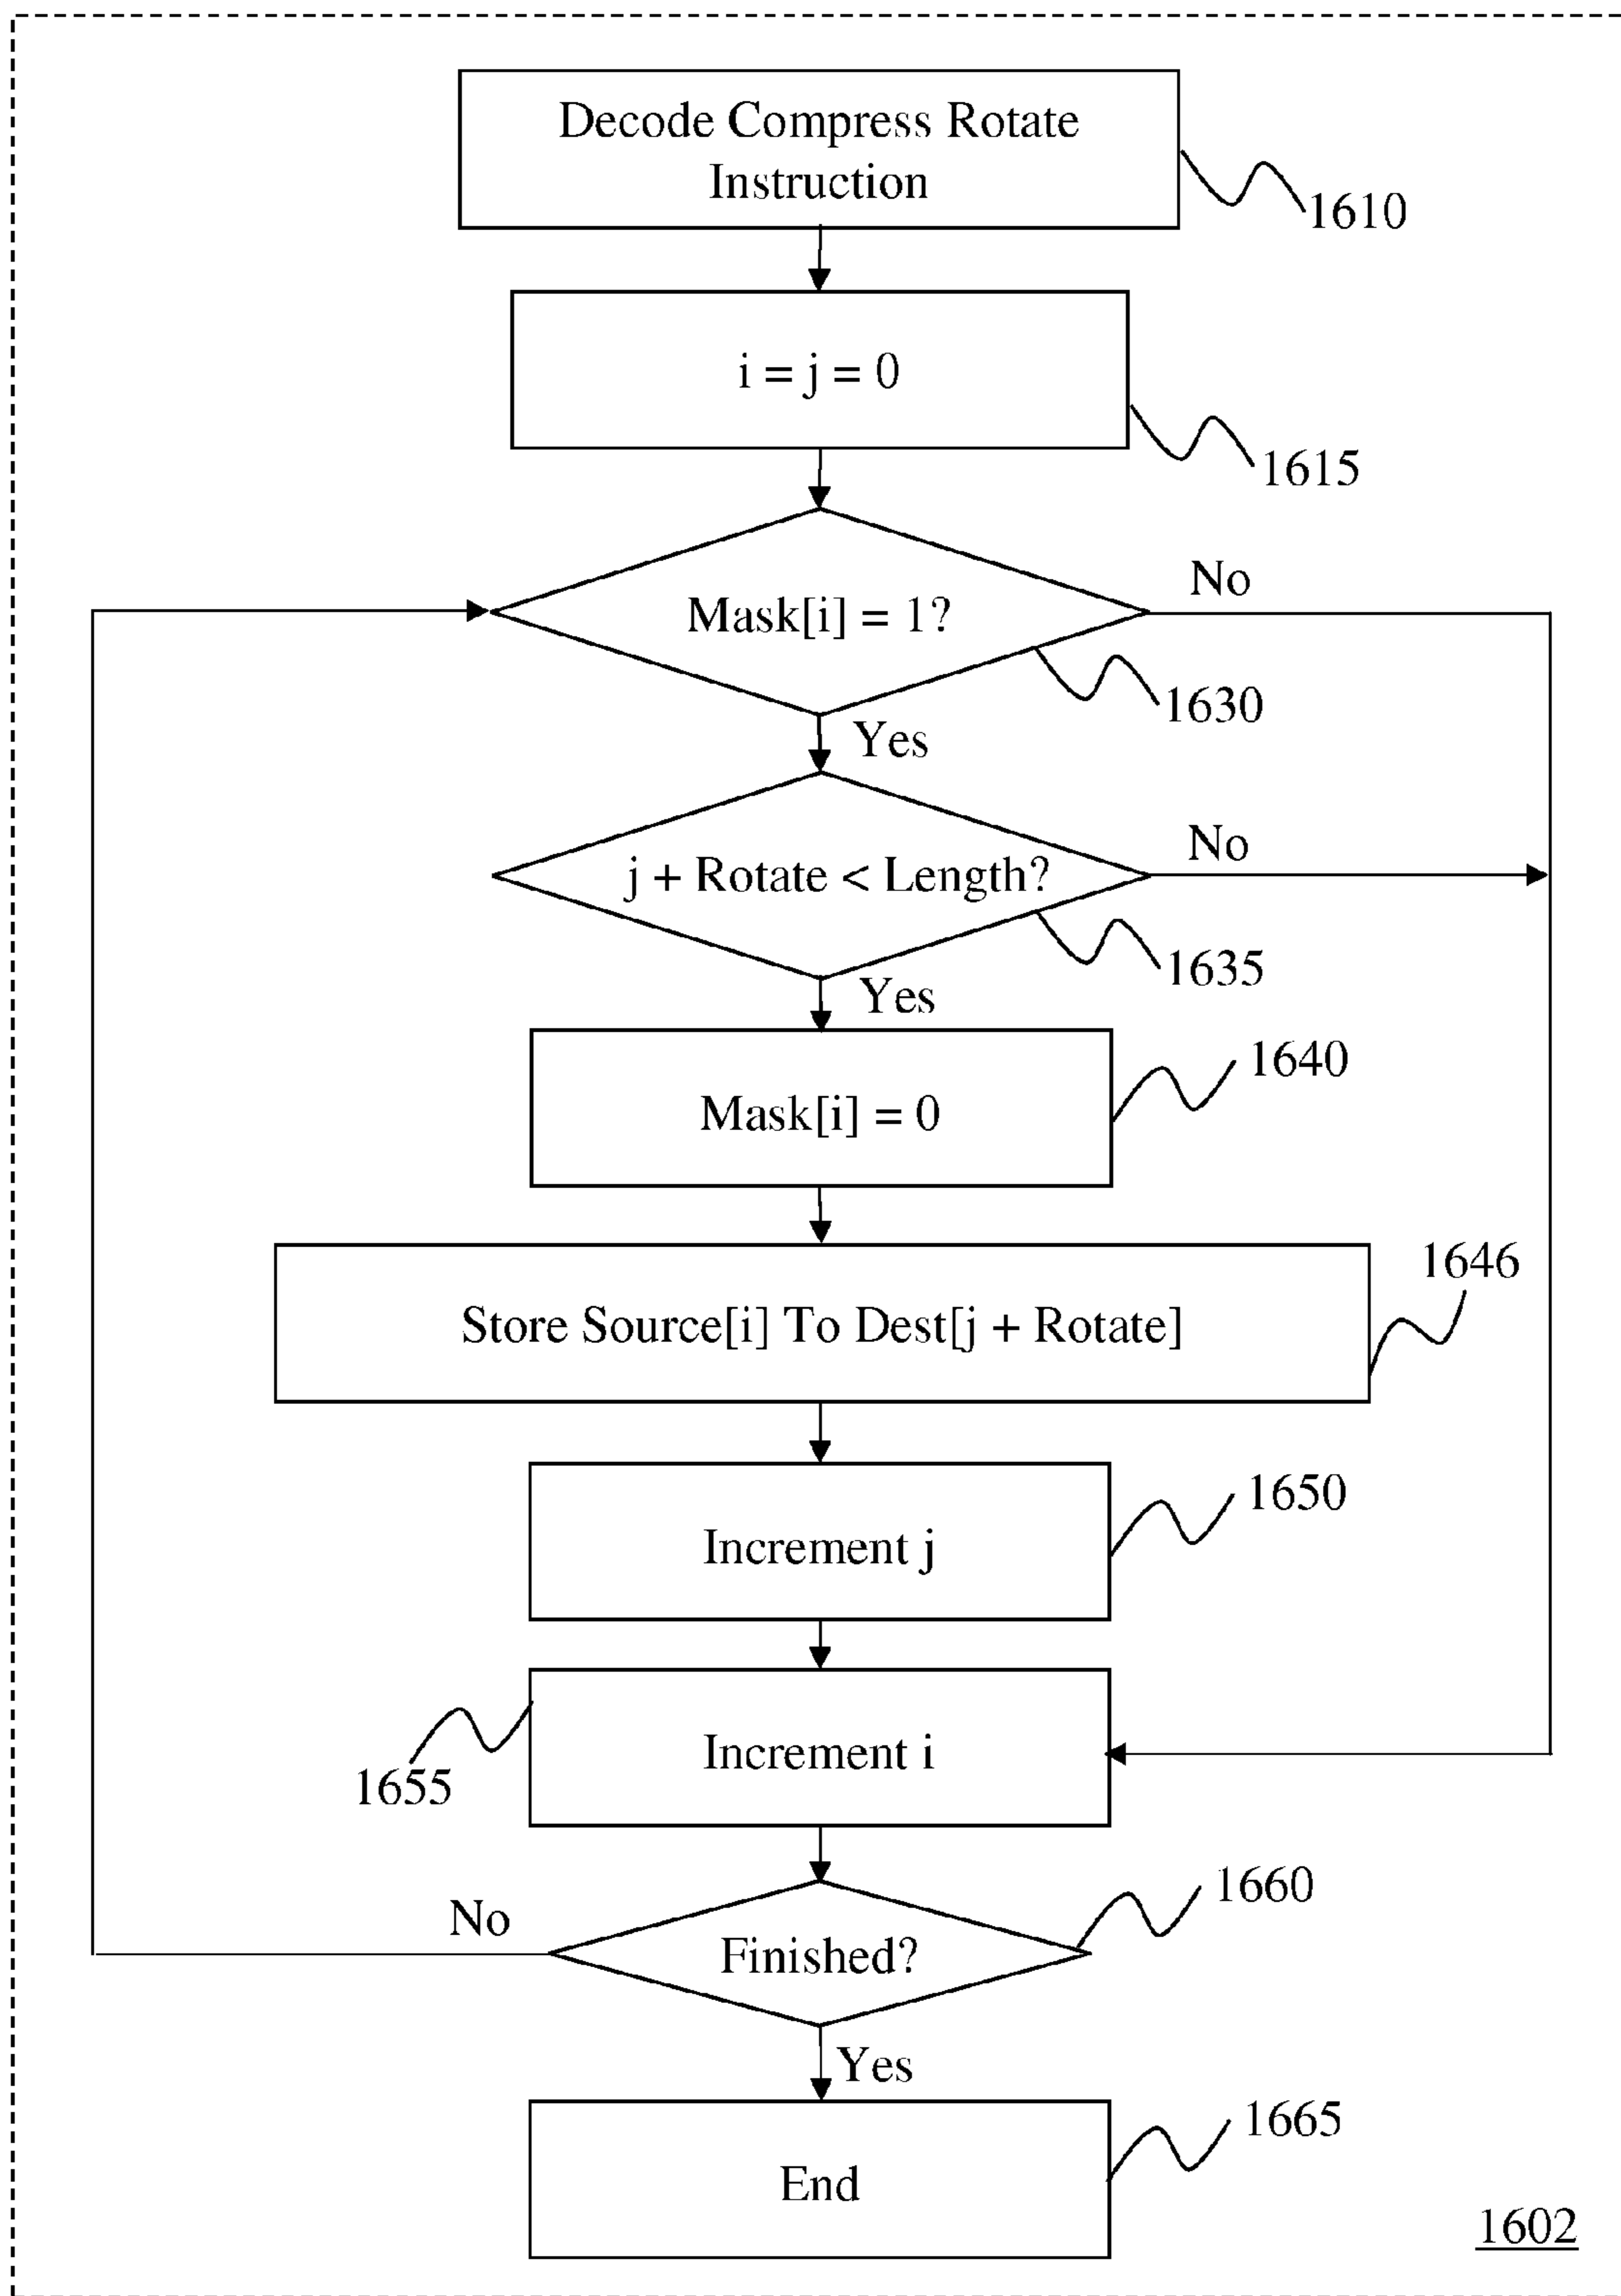 Decode Compress Rotate
Instruction
1610
i = j = 0
1615
Mask[i] = 1?
No
1630
Yes
j + Rotate < Length?
No
1635
Yes
1640
Mask[i] = 0
1646
Store Source[i] To Dest[j + Rotate]
1650
Increment j
Increment i
1655
1660
No
Finished?
Yes
1665
End
1602